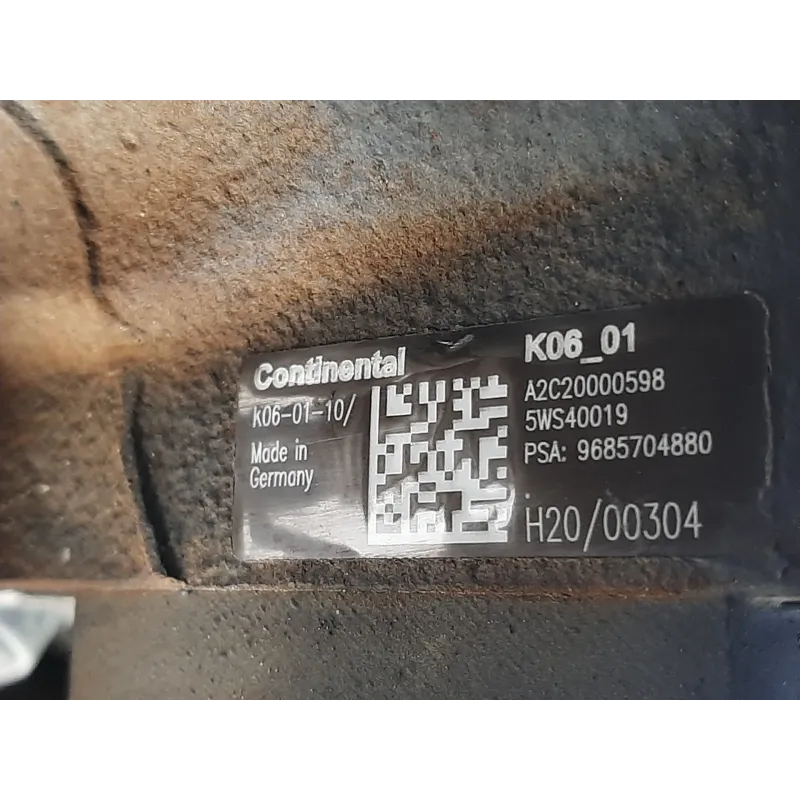 Continental
K06-01-10/
Made in
Germany
K06_01
A2C20000598
5WS40019
PSA: 9685704880
H20/00304